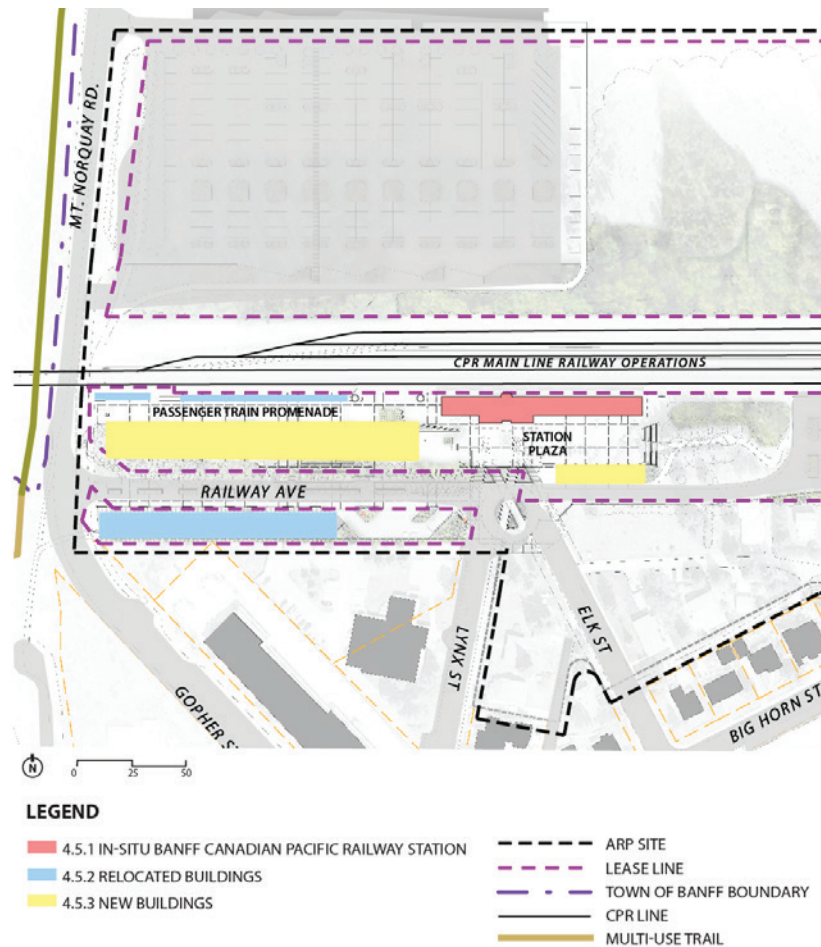 MT. NORQUAY RD.
CPR MAIN LINE RAILWAY OPERATIONS
PASSENGER TRAIN PROMENADE
STATION
PLAZA
RAILWAY AVE
LYNX ST
ELK ST
GOPHER
BIG HORN ST
N
0 25 50
LEGEND
4.5.1 IN-SITU BANFF CANADIAN PACIFIC RAILWAY STATION
4.5.2 RELOCATED BUILDINGS
4.5.3 NEW BUILDINGS
ARP SITE
LEASE LINE
TOWN OF BANFF BOUNDARY
CPR LINE
MULTI-USE TRAIL